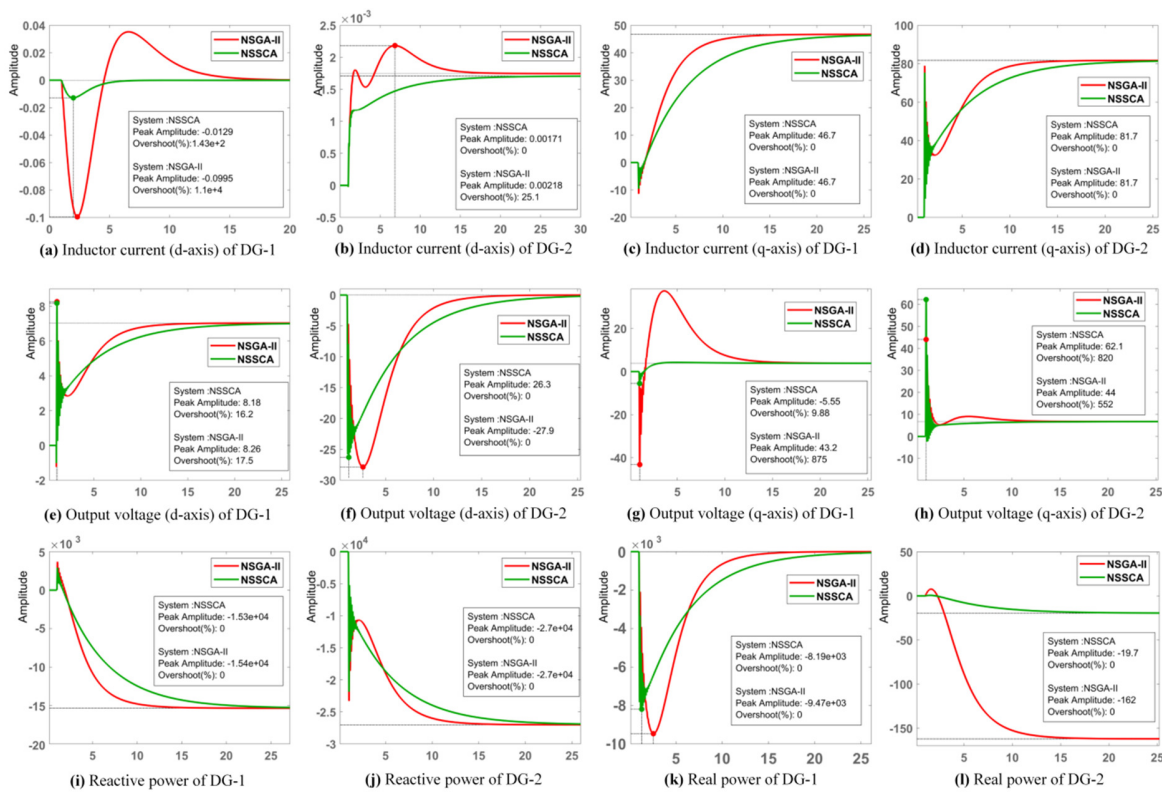 0.04
0.02
0
-0.02
-0.04
-0.06
-0.08
-0.1
Amplitude
NSGA-II
NSSCA
System :NSSCA
Peak Amplitude: -0.0129
Overshoot(%):1.43e+2
System :NSGA-II
Peak Amplitude: -0.0995
Overshoot(%): 1.1e+4
0 5 10 15 20
(a) Inductor current (d-axis) of DG-1
×10-3
2.5
2
1.5
1
0.5
0
-0.5
Amplitude
NSGA-II
NSSCA
System :NSSCA
Peak Amplitude: 0.00171
Overshoot(%): 0
System :NSGA-II
Peak Amplitude: 0.00218
Overshoot(%): 25.1
0 5 10 15 20 25 30
(b) Inductor current (d-axis) of DG-2
50
40
30
20
10
0
-10
-20
Amplitude
NSGA-II
NSSCA
System :NSSCA
Peak Amplitude: 46.7
Overshoot(%): 0
System :NSGA-II
Peak Amplitude: 46.7
Overshoot(%): 0
5 10 15 20 25
(c) Inductor current (q-axis) of DG-1
100
80
60
40
20
0
Amplitude
NSGA-II
NSSCA
System :NSSCA
Peak Amplitude: 81.7
Overshoot(%): 0
System :NSGA-II
Peak Amplitude: 81.7
Overshoot(%): 0
5 10 15 20 25
(d) Inductor current (q-axis) of DG-2
8
6
4
2
0
-2
Amplitude
NSGA-II
NSSCA
System :NSSCA
Peak Amplitude: 8.18
Overshoot(%): 16.2
System :NSGA-II
Peak Amplitude: 8.26
Overshoot(%): 17.5
5 10 15 20 25
(e) Output voltage (d-axis) of DG-1
0
-5
-10
-15
-20
-25
-30
Amplitude
NSGA-II
NSSCA
System :NSSCA
Peak Amplitude: 26.3
Overshoot(%): 0
System :NSGA-II
Peak Amplitude: -27.9
Overshoot(%): 0
5 10 15 20 25
(f) Output voltage (d-axis) of DG-2
20
0
-20
-40
Amplitude
NSGA-II
NSSCA
System :NSSCA
Peak Amplitude: -5.55
Overshoot(%): 9.88
System :NSGA-II
Peak Amplitude: 43.2
Overshoot(%): 875
5 10 15 20 25
(g) Output voltage (q-axis) of DG-1
60
50
40
30
20
10
0
-10
Amplitude
NSGA-II
NSSCA
System :NSSCA
Peak Amplitude: 62.1
Overshoot(%): 820
System :NSGA-II
Peak Amplitude: 44
Overshoot(%): 552
5 10 15 20 25
(h) Output voltage (q-axis) of DG-2
×10 3
5
0
-5
-10
-15
-20
Amplitude
NSGA-II
NSSCA
System :NSSCA
Peak Amplitude: -1.53e+04
Overshoot(%): 0
System :NSGA-II
Peak Amplitude: -1.54e+04
Overshoot(%): 0
5 10 15 20 25
(i) Reactive power of DG-1
×10 4
0
-0.5
-1
-1.5
-2
-2.5
-3
Amplitude
NSGA-II
NSSCA
System :NSSCA
Peak Amplitude: -2.7e+04
Overshoot(%): 0
System :NSGA-II
Peak Amplitude: -2.7e+04
Overshoot(%): 0
5 10 15 20 25
(j) Reactive power of DG-2
×10 3
0
-2
-4
-6
-8
-10
Amplitude
NSGA-II
NSSCA
System :NSSCA
Peak Amplitude: -8.19e+03
Overshoot(%): 0
System :NSGA-II
Peak Amplitude: -9.47e+03
Overshoot(%): 0
5 10 15 20 25
(k) Real power of DG-1
50
0
-50
-100
-150
Amplitude
NSGA-II
NSSCA
System :NSSCA
Peak Amplitude: -19.7
Overshoot(%): 0
System :NSGA-II
Peak Amplitude: -162
Overshoot(%): 0
5 10 15 20 25
(l) Real power of DG-2